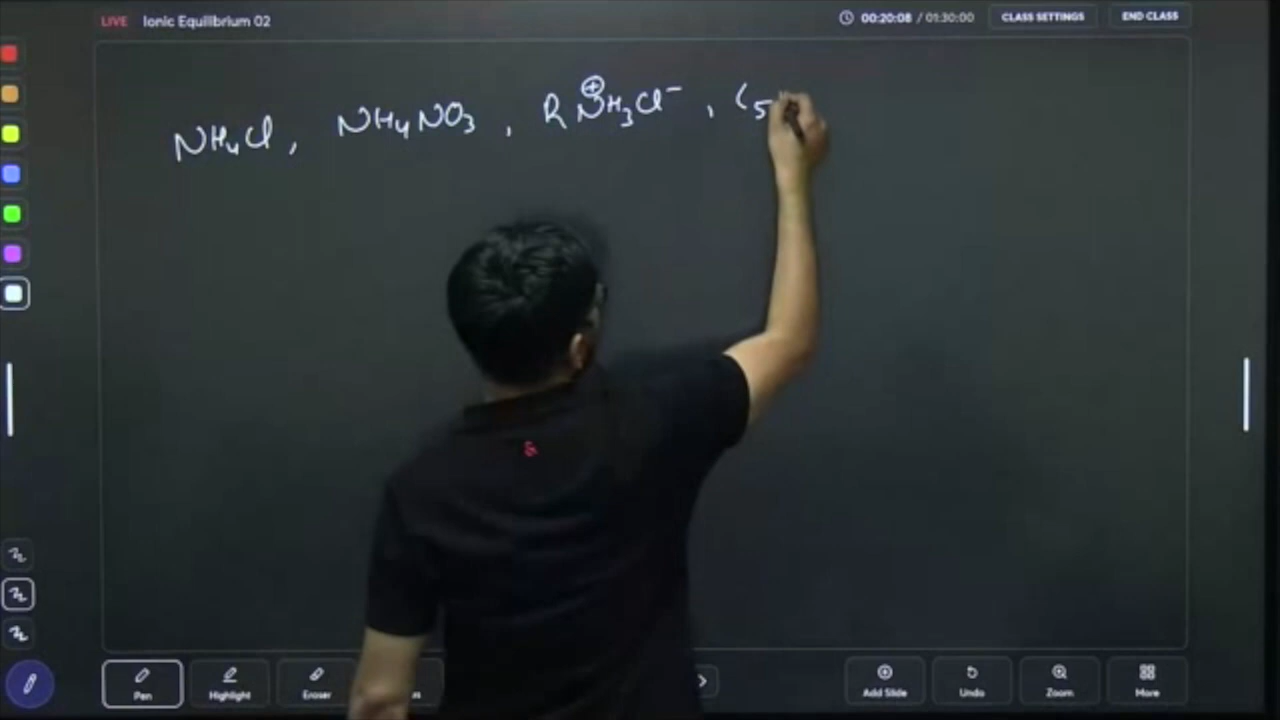 LIVE Ionic Equilibrium 02 00:20:08 / 01:30:00 CLASS SETTINGS END CLASS
NH₄Cl, NH₄NO₃, R N⊕H₃Cl⁻, C₅
Pen Highlight Eraser Add Slide Undo Zoom More